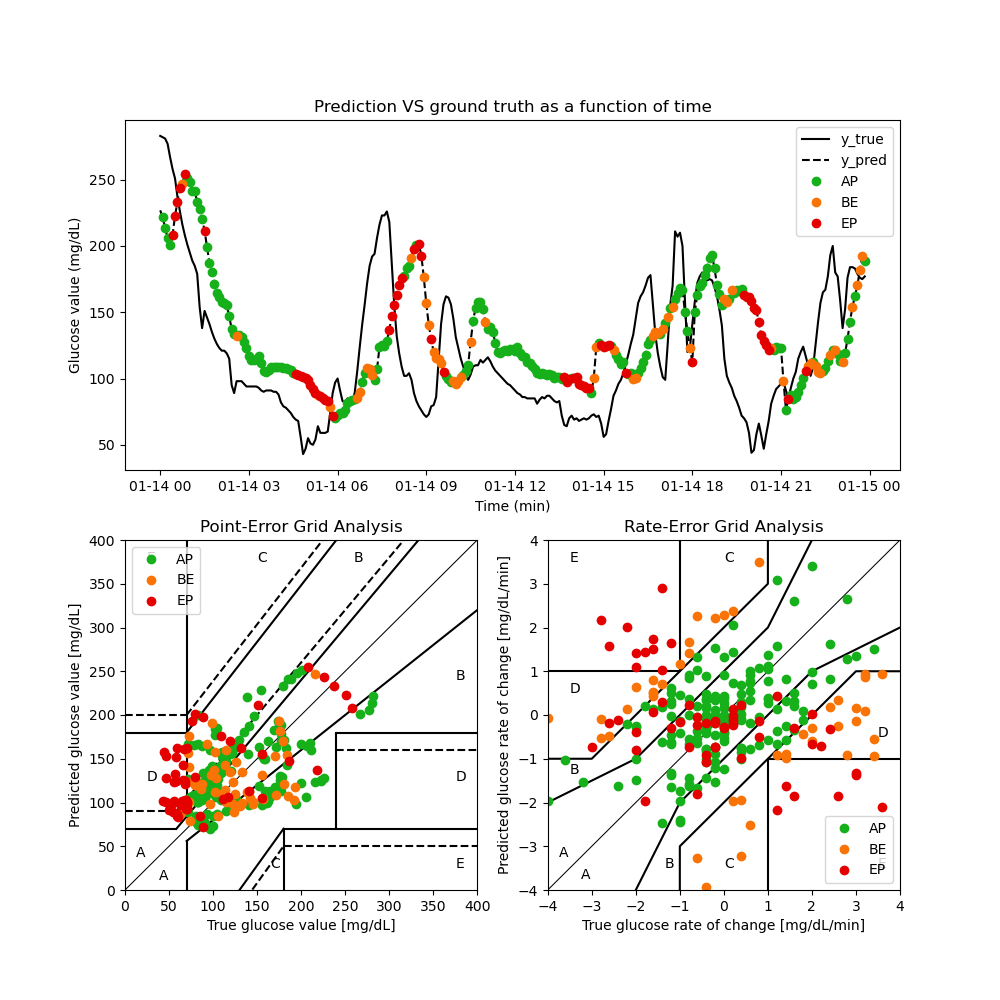 Prediction VS ground truth as a function of time
Glucose value (mg/dL)
250
200
150
100
50
y_true
y_pred
AP
BE
EP
01-14 00 01-14 03 01-14 06 01-14 09 01-14 12 01-14 15 01-14 18 01-14 21 01-15 00
Time (min)
Point-Error Grid Analysis
Predicted glucose value [mg/dL]
400
350
300
250
200
150
100
50
0
AP
BE
EP
E
C
B
B
D
D
A
A
C
E
0 50 100 150 200 250 300 350 400
True glucose value [mg/dL]
Rate-Error Grid Analysis
Predicted glucose rate of change [mg/dL/min]
4
3
2
1
0
−1
−2
−3
−4
E
C
D
D
B
A
A
B
C
E
AP
BE
EP
−4 −3 −2 −1 0 1 2 3 4
True glucose rate of change [mg/dL/min]